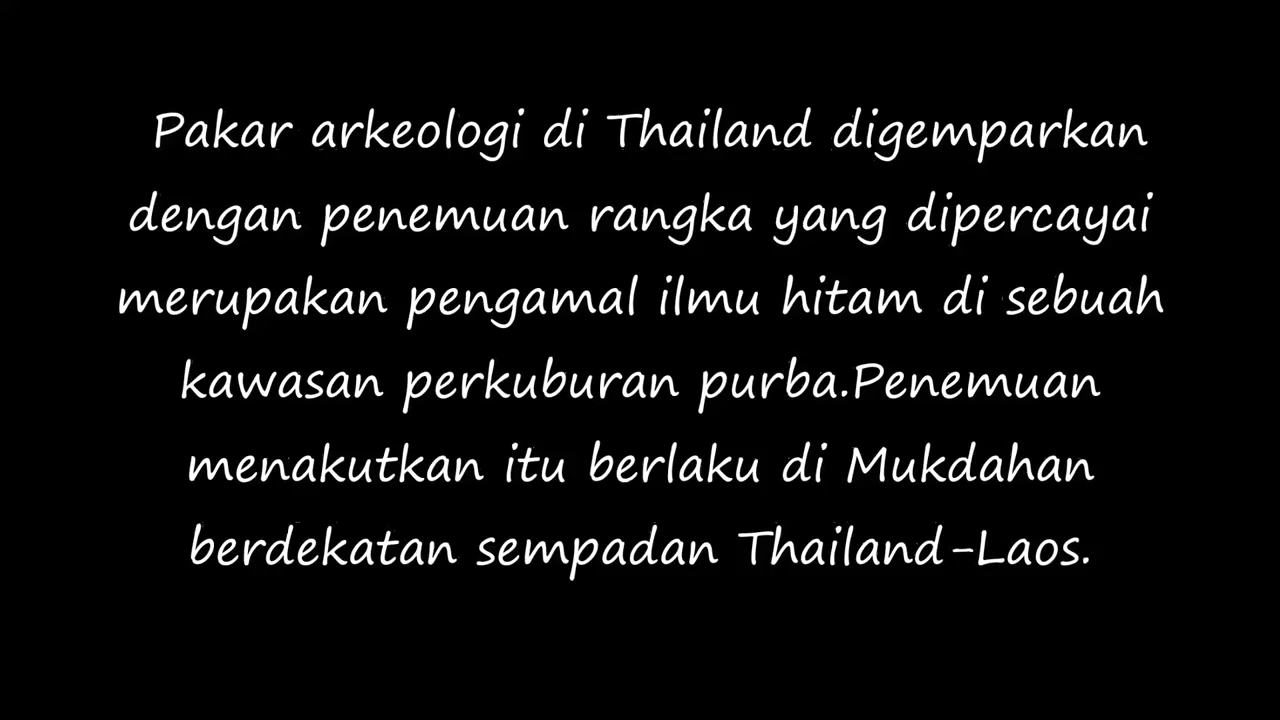 Pakar arkeologi di Thailand digemparkan
dengan penemuan rangka yang dipercayai
merupakan pengamal ilmu hitam di sebuah
kawasan perkuburan purba.Penemuan
menakutkan itu berlaku di Mukdahan
berdekatan sempadan Thailand-Laos.